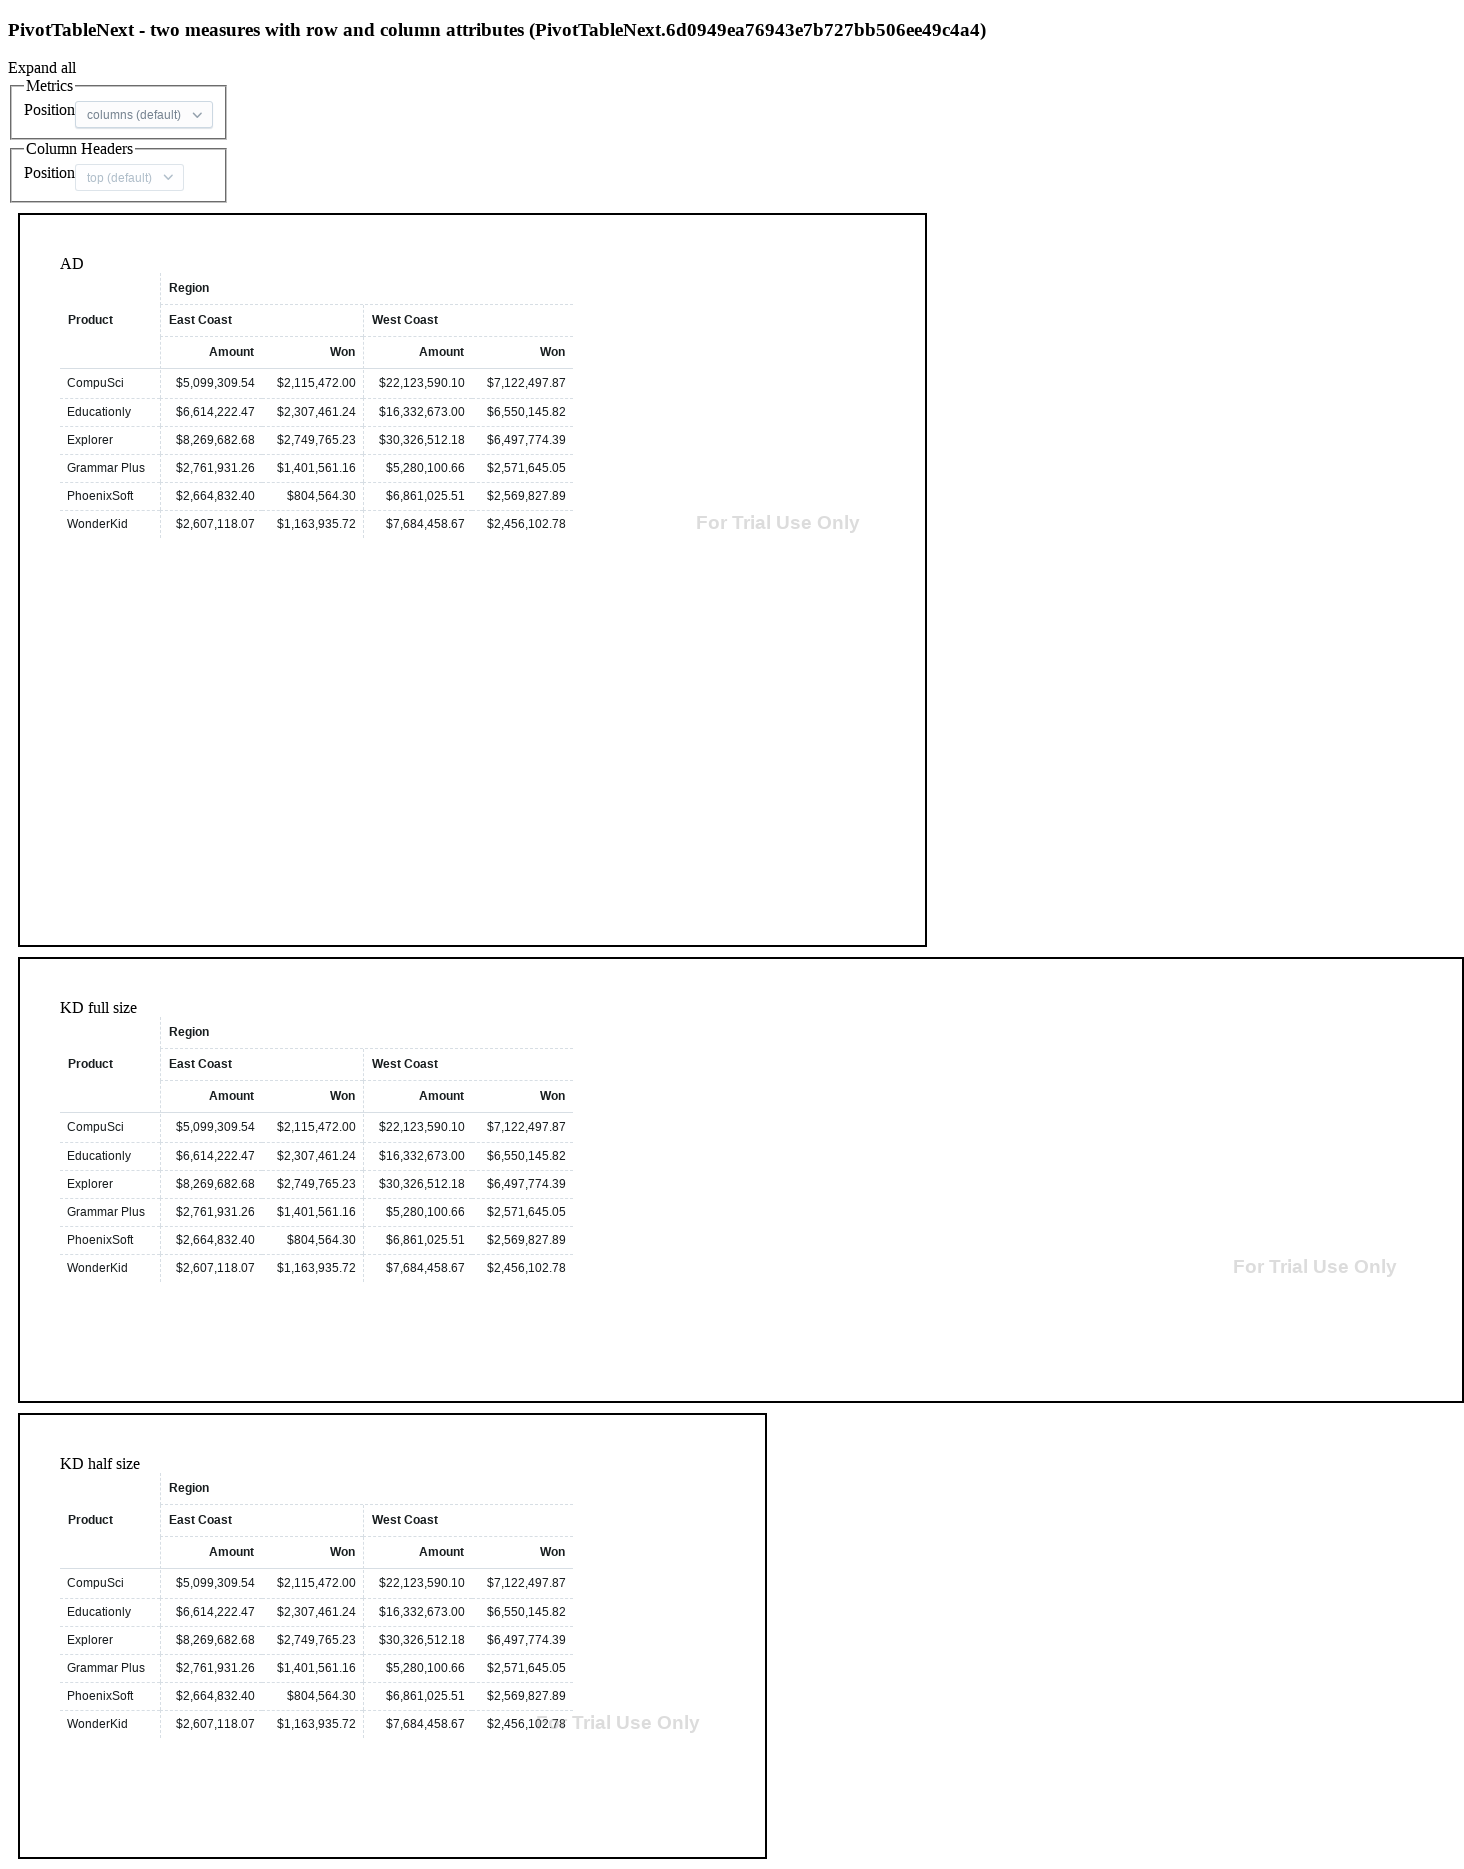 PivotTableNext - two measures with row and column attributes (PivotTableNext.6d0949ea76943e7b727bb506ee49c4a4)
Expand all
Metrics
Position columns (default)
Column Headers
Position top (default)
AD
Region
Product East Coast West Coast
Amount Won Amount Won
CompuSci $5,099,309.54 $2,115,472.00 $22,123,590.10 $7,122,497.87
Educationly $6,614,222.47 $2,307,461.24 $16,332,673.00 $6,550,145.82
Explorer $8,269,682.68 $2,749,765.23 $30,326,512.18 $6,497,774.39
Grammar Plus $2,761,931.26 $1,401,561.16 $5,280,100.66 $2,571,645.05
PhoenixSoft $2,664,832.40 $804,564.30 $6,861,025.51 $2,569,827.89
WonderKid $2,607,118.07 $1,163,935.72 $7,684,458.67 $2,456,102.78
For Trial Use Only
KD full size
Region
Product East Coast West Coast
Amount Won Amount Won
CompuSci $5,099,309.54 $2,115,472.00 $22,123,590.10 $7,122,497.87
Educationly $6,614,222.47 $2,307,461.24 $16,332,673.00 $6,550,145.82
Explorer $8,269,682.68 $2,749,765.23 $30,326,512.18 $6,497,774.39
Grammar Plus $2,761,931.26 $1,401,561.16 $5,280,100.66 $2,571,645.05
PhoenixSoft $2,664,832.40 $804,564.30 $6,861,025.51 $2,569,827.89
WonderKid $2,607,118.07 $1,163,935.72 $7,684,458.67 $2,456,102.78
For Trial Use Only
KD half size
Region
Product East Coast West Coast
Amount Won Amount Won
CompuSci $5,099,309.54 $2,115,472.00 $22,123,590.10 $7,122,497.87
Educationly $6,614,222.47 $2,307,461.24 $16,332,673.00 $6,550,145.82
Explorer $8,269,682.68 $2,749,765.23 $30,326,512.18 $6,497,774.39
Grammar Plus $2,761,931.26 $1,401,561.16 $5,280,100.66 $2,571,645.05
PhoenixSoft $2,664,832.40 $804,564.30 $6,861,025.51 $2,569,827.89
WonderKid $2,607,118.07 $1,163,935.72 $7,684,458.67 $2,456,102.78
For Trial Use Only